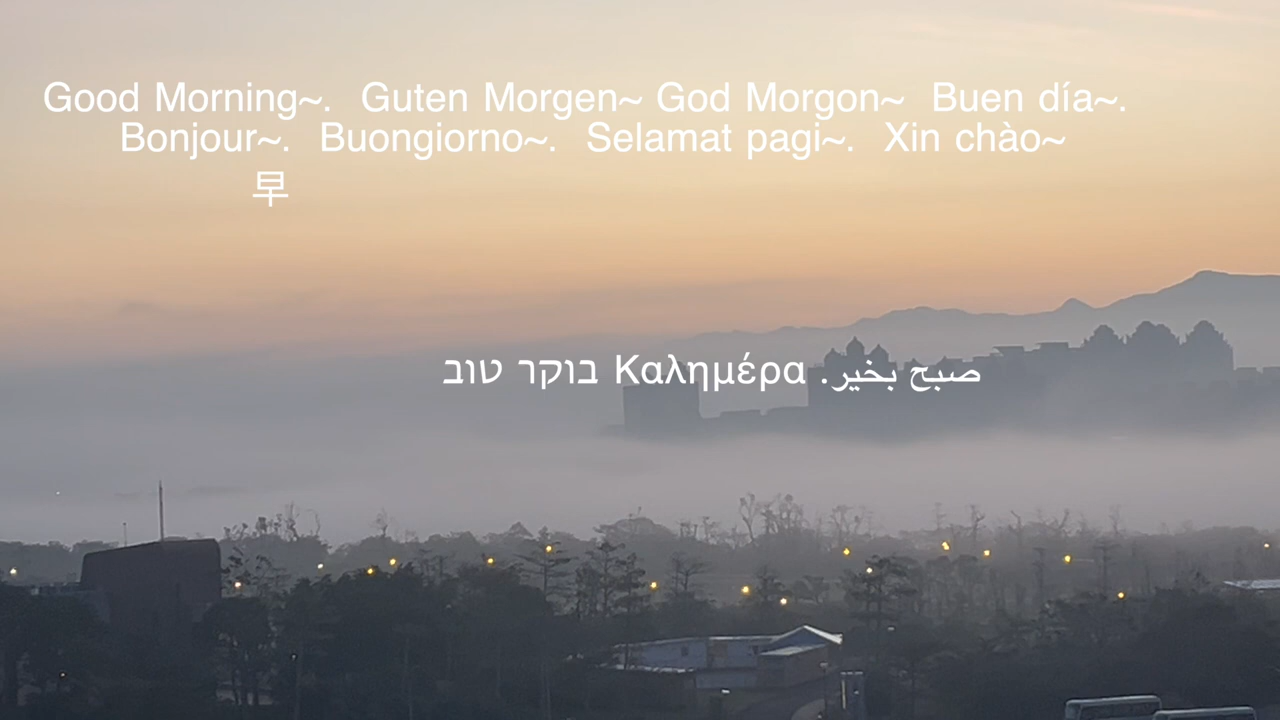 Good Morning~. Guten Morgen~ God Morgon~ Buen día~.
Bonjour~. Buongiorno~. Selamat pagi~. Xin chào~
早
בוקר טוב Καλημέρα .صبح بخیر